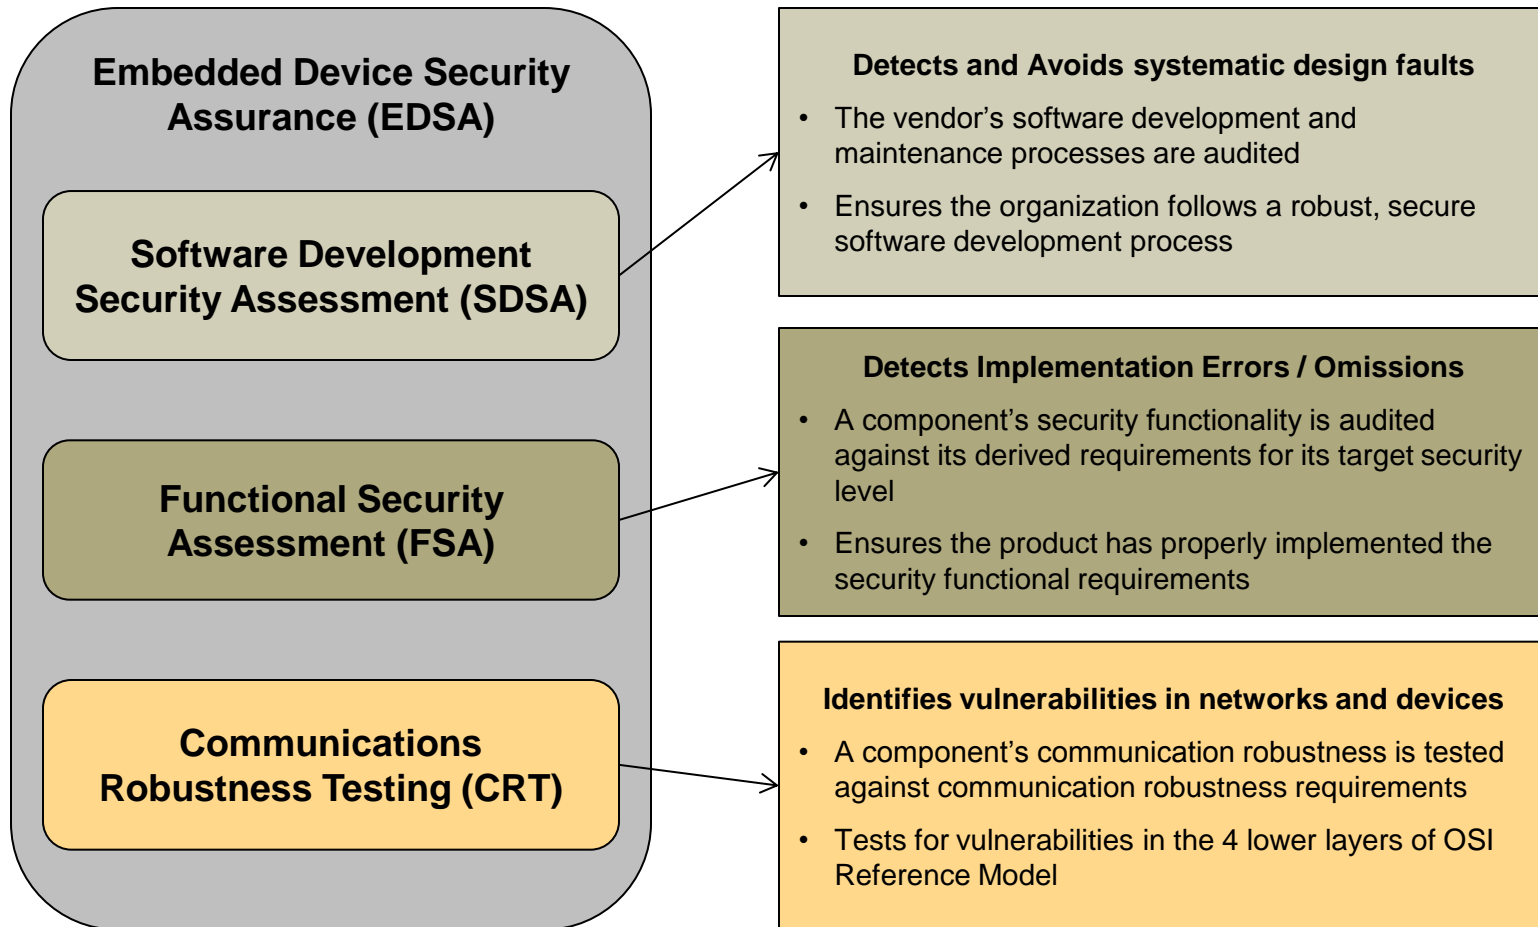 Embedded Device Security
Assurance (EDSA)
Software Development
Security Assessment (SDSA)
Functional Security
Assessment (FSA)
Communications
Robustness Testing (CRT)
Detects and Avoids systematic design faults
• The vendor’s software development and
maintenance processes are audited
• Ensures the organization follows a robust, secure
software development process
Detects Implementation Errors / Omissions
• A component’s security functionality is audited
against its derived requirements for its target security
level
• Ensures the product has properly implemented the
security functional requirements
Identifies vulnerabilities in networks and devices
• A component’s communication robustness is tested
against communication robustness requirements
• Tests for vulnerabilities in the 4 lower layers of OSI
Reference Model